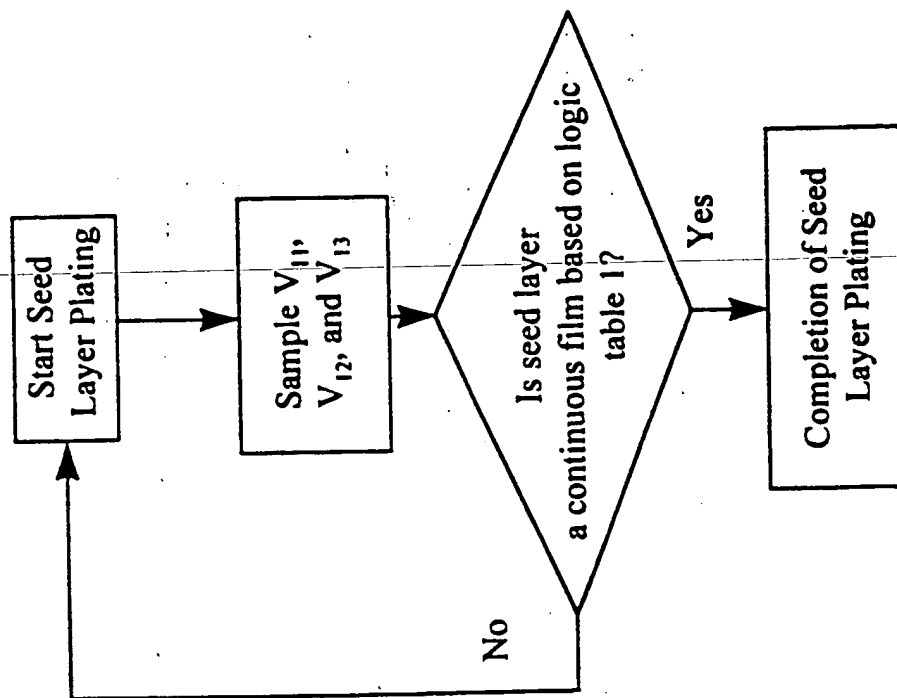 Start Seed
Layer Plating
Sample V₁₁,
V₁₂, and V₁₃
Is seed layer
a continuous film based on logic
table 1?
No
Yes
Completion of Seed
Layer Plating